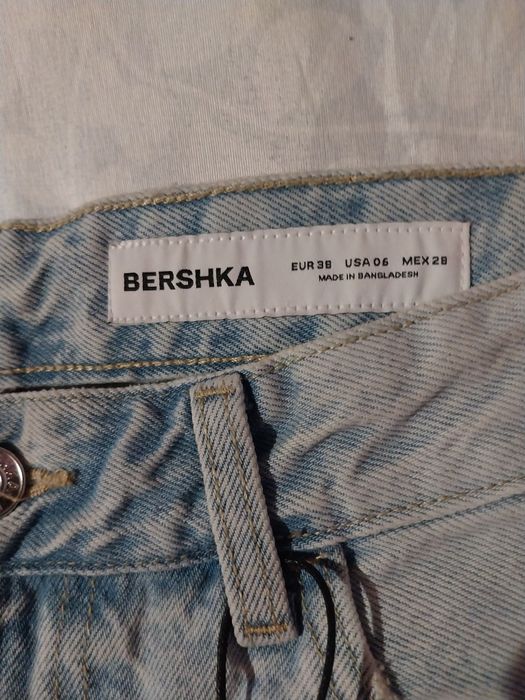 BERSHKA
EUR 38 USA 06 MEX 28
MADE IN BANGLADESH